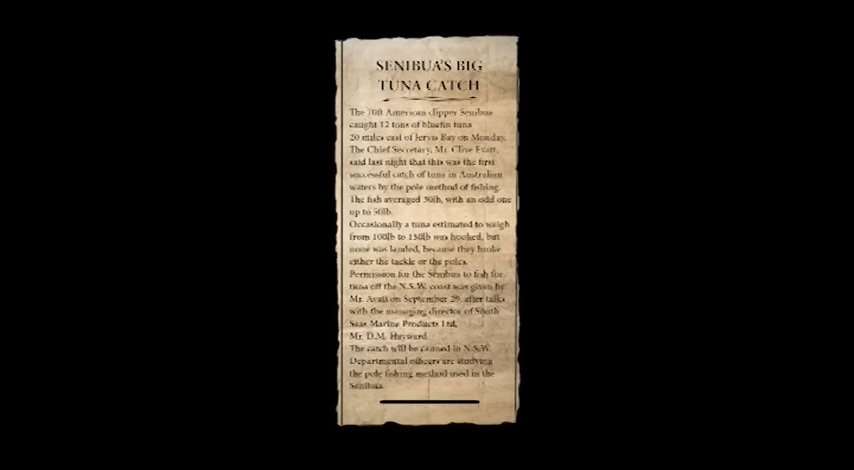 SENIBUA'S BIG
TUNA CATCH
The 70ft American clipper Senibua
caught 12 tons of bluefin tuna
20 miles east of Jervis Bay on Monday.
The Chief Secretary, Mr. Clive Evatt,
said last night that this was the first
successful catch of tuna in Australian
waters by the pole method of fishing.
The fish averaged 30lb, with an odd one
up to 50lb.
Occasionally a tuna estimated to weigh
from 100lb to 150lb was hooked, but
none was landed, because they broke
either the tackle or the poles.
Permission for the Senibua to fish for
tuna off the N.S.W. coast was given by
Mr. on September 29, after talks
with the managing director of South
Seas Marine Products Ltd,
Mr. D.M. Hayward.
The catch will be canned in N.S.W.
Departmental officers are studying
the pole fishing method used in the
Senibua.